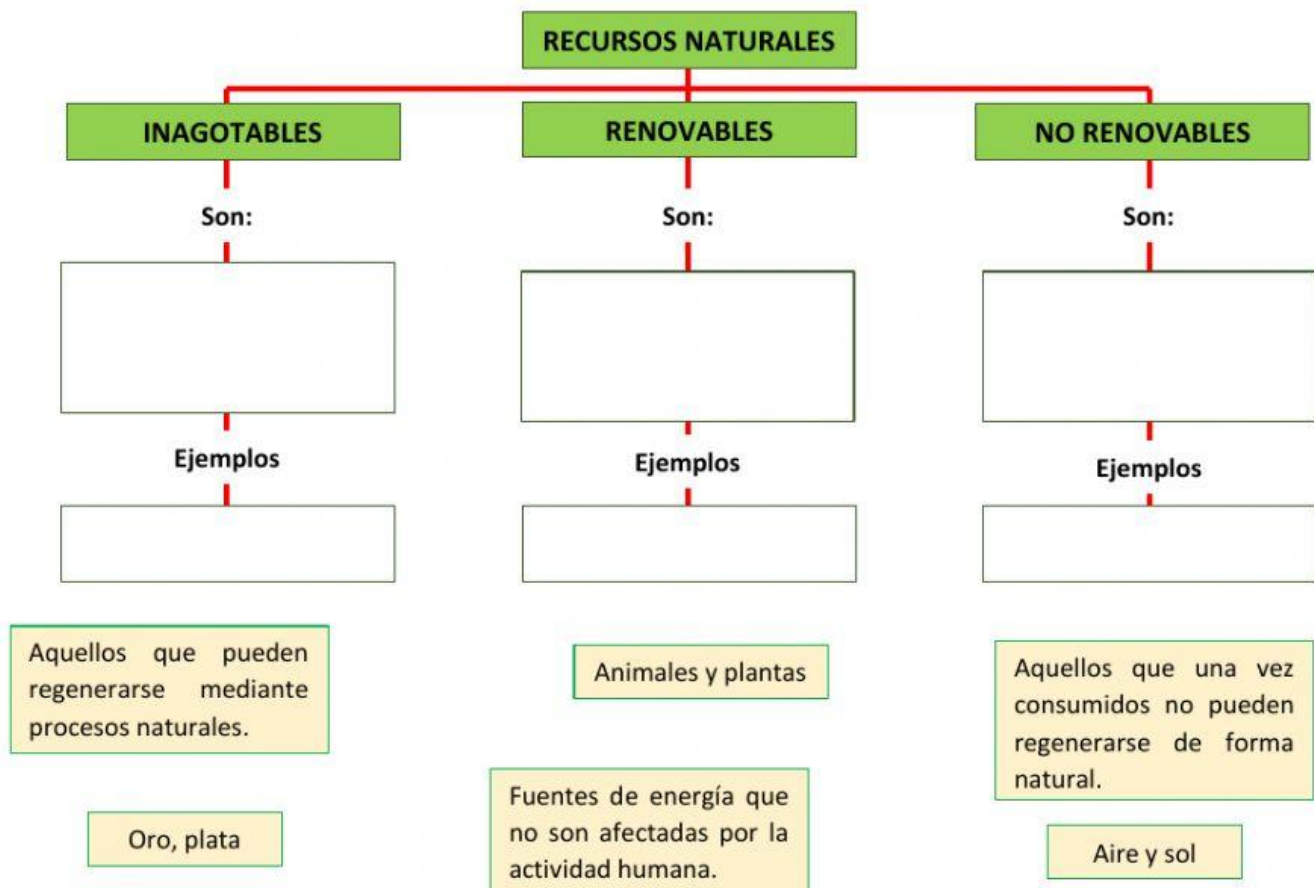 RECURSOS NATURALES
INAGOTABLES
RENOVABLES
NO RENOVABLES
Son:
Son:
Son:
Ejemplos
Ejemplos
Ejemplos
Aquellos que pueden
regenerarse mediante
procesos naturales.
Animales y plantas
Aquellos que una vez
consumidos no pueden
regenerarse de forma
natural.
Oro, plata
Fuentes de energía que
no son afectadas por la
actividad humana.
Aire y sol